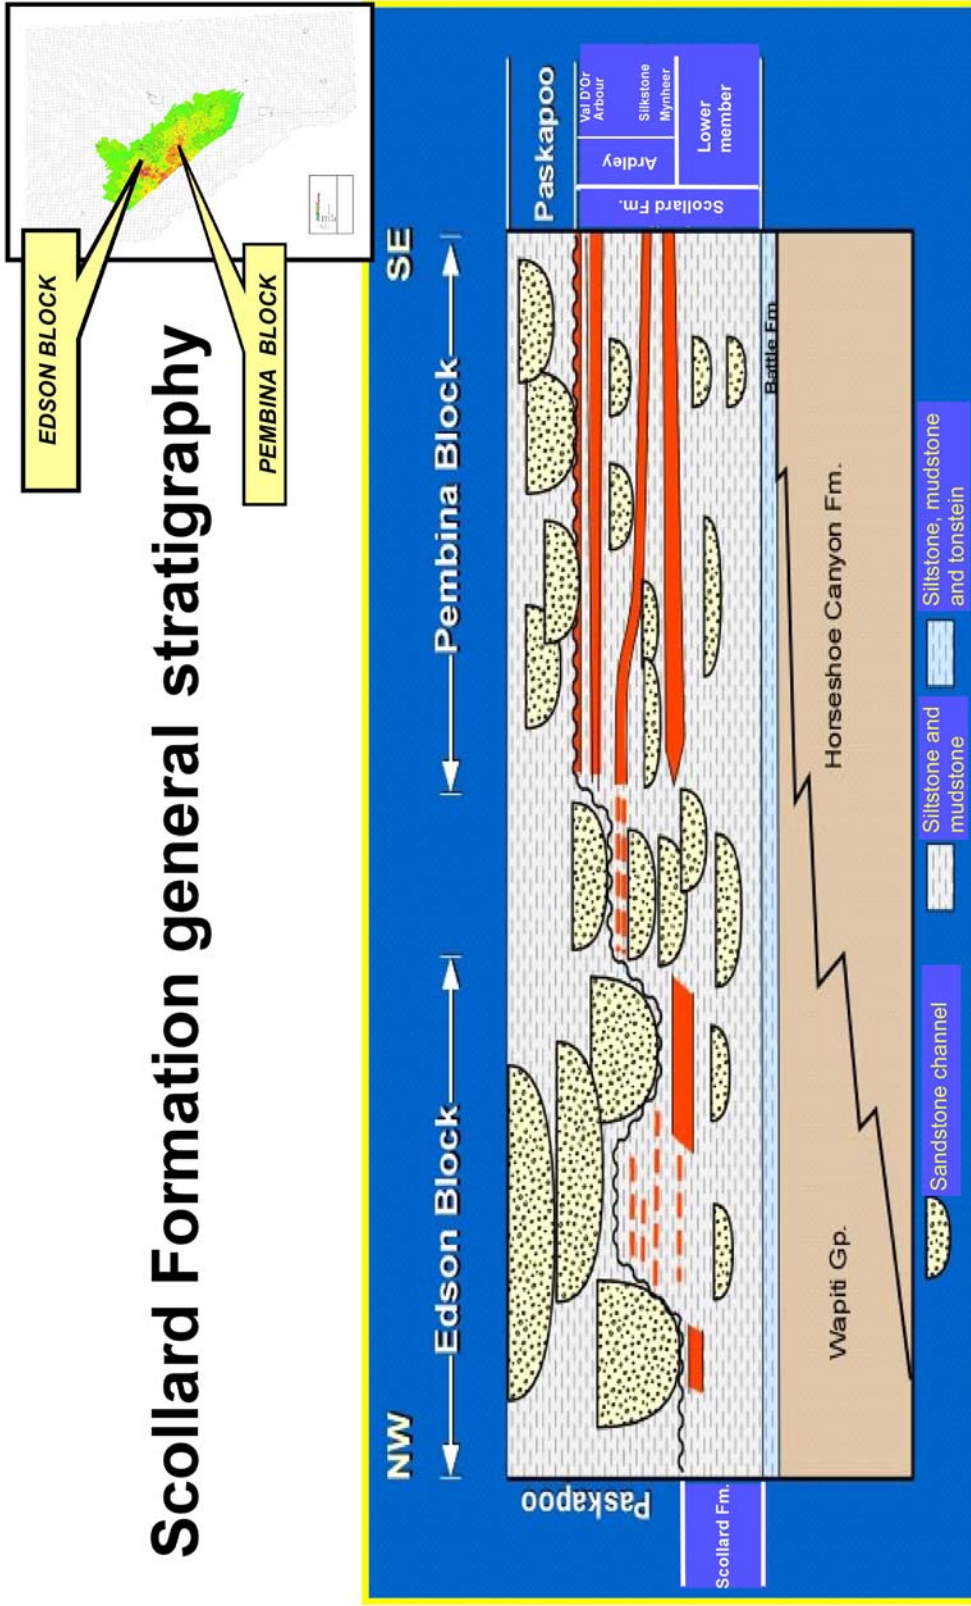 Scollard Formation general stratigraphy
EDSON BLOCK
PEMBINA BLOCK
NW
SE
Edson Block
Pembina Block
Paskapoo
Scollard Fm.
Paskapoo
Val D'Or
Arbour
Silkstone
Mynheer
Ardley
Lower
member
Scollard Fm.
Battle Fm
Wapiti Gp.
Horseshoe Canyon Fm.
Sandstone channel
Siltstone and
mudstone
Siltstone, mudstone
and tonstein